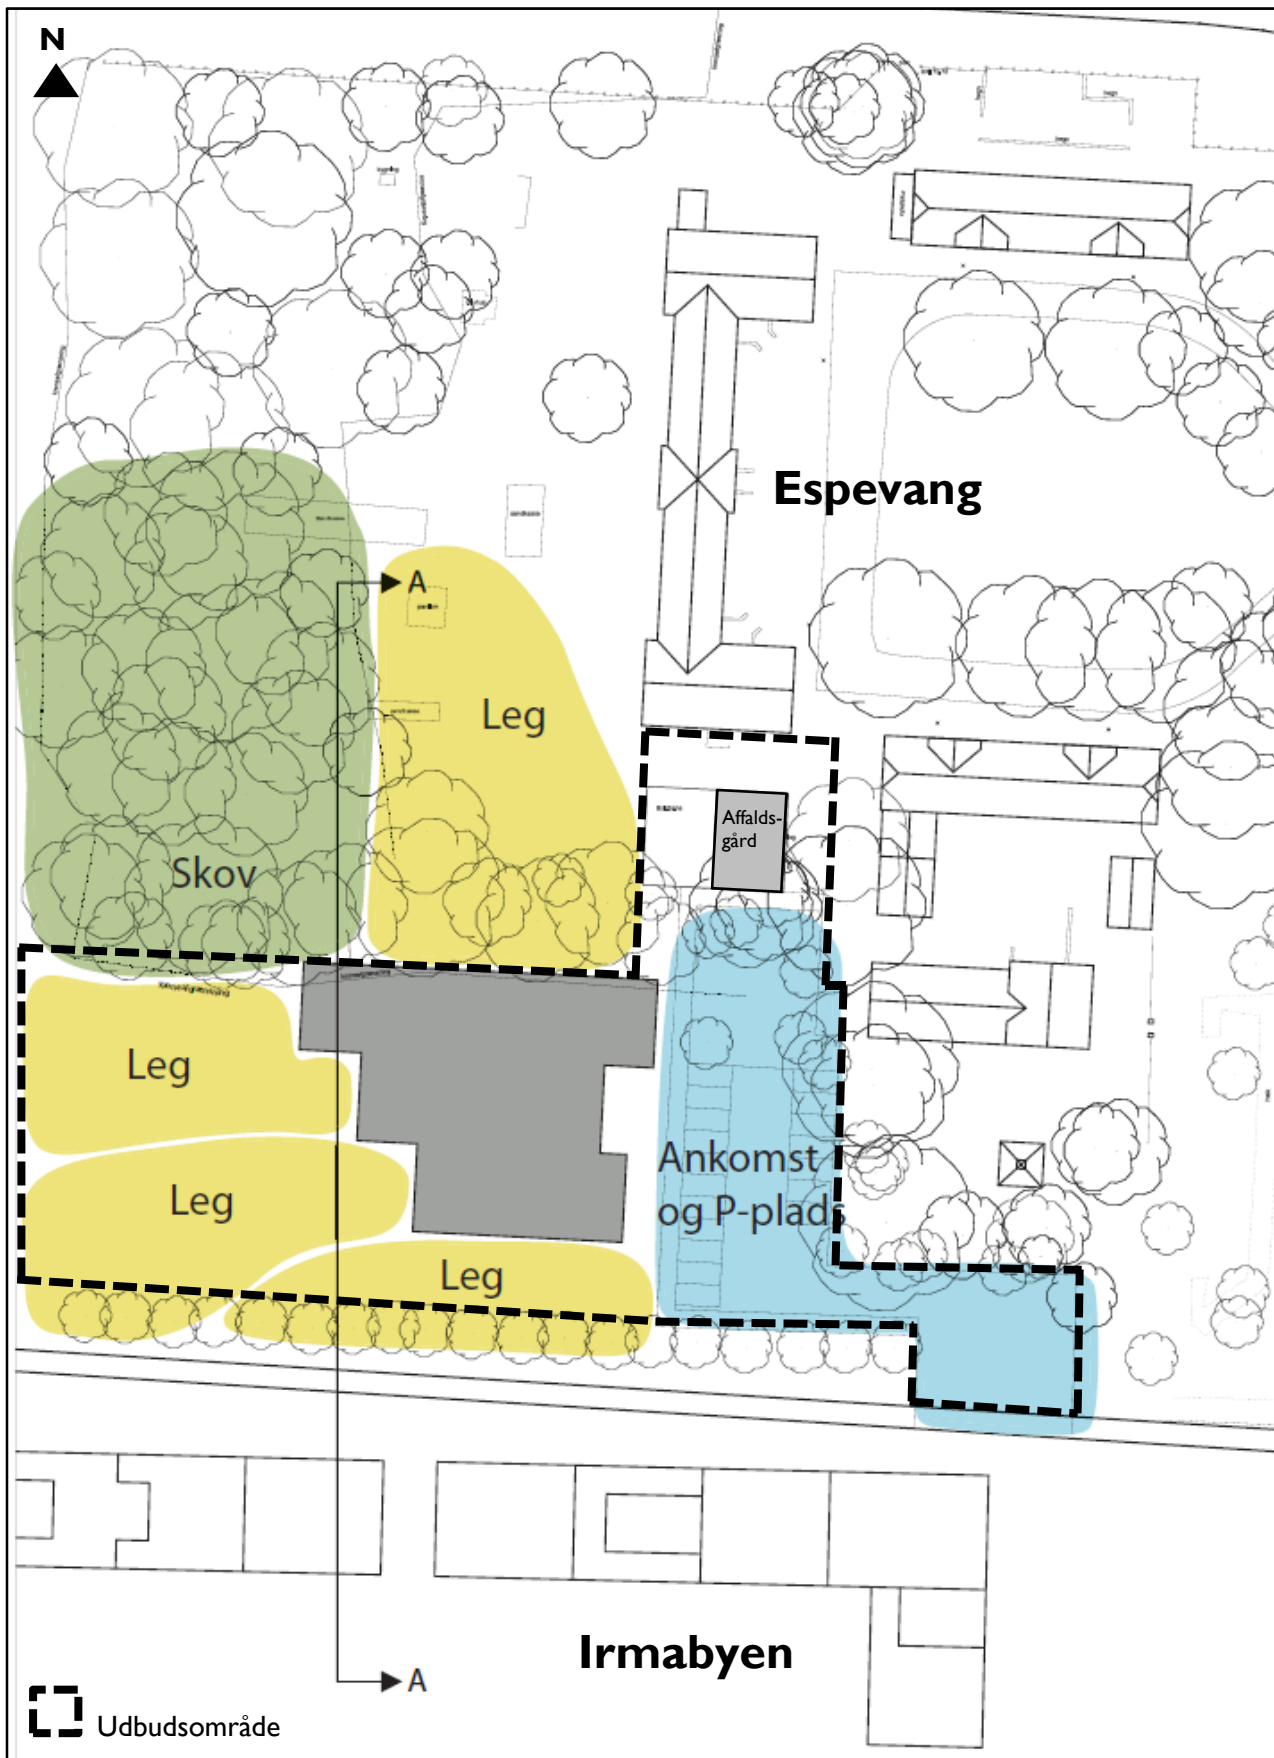 N
Espevang
A
Leg
Affalds-
gård
Skov
Leg
Ankomst
og P-plads
Leg
Leg
Irmabyen
A
Udbudsområde